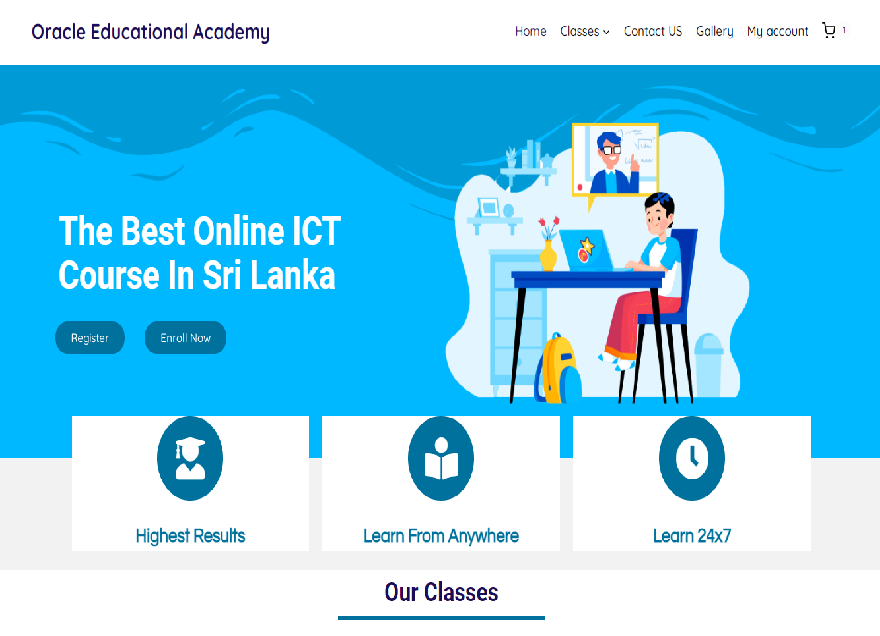 Oracle Educational Academy
Home Classes Contact US Gallery My account 1
The Best Online ICT
Course In Sri Lanka
Register Enroll Now
Highest Results Learn From Anywhere Learn 24x7
Our Classes